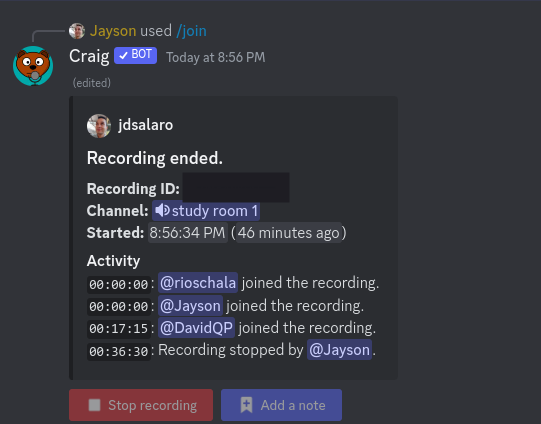 Jayson used /join
Craig ✓ BOT Today at 8:56 PM
(edited)
jdsalaro
Recording ended.
Recording ID:
Channel: study room 1
Started: 8:56:34 PM (46 minutes ago)
Activity
00:00:00: @rioschala joined the recording.
00:00:00: @Jayson joined the recording.
00:17:15: @DavidQP joined the recording.
00:36:30: Recording stopped by @Jayson.
Stop recording Add a note